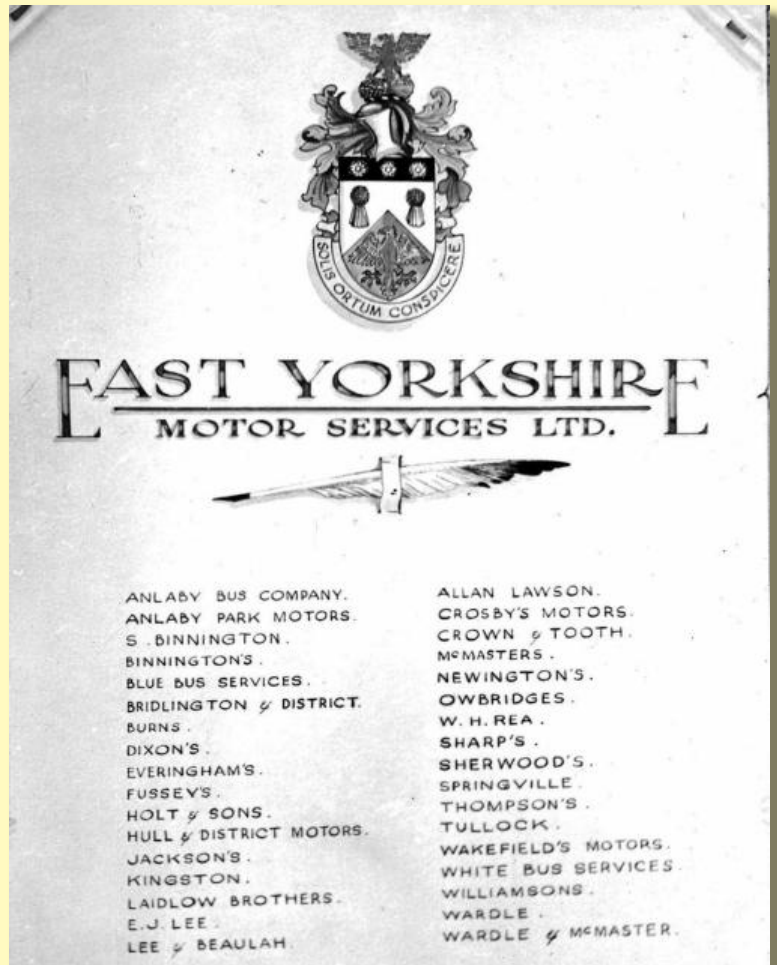 SOLIS ORTUM CONSPICERE
EAST YORKSHIRE
MOTOR SERVICES LTD.
ANLABY BUS COMPANY.
ANLABY PARK MOTORS.
S. BINNINGTON.
BINNINGTON'S.
BLUE BUS SERVICES.
BRIDLINGTON & DISTRICT.
BURNS.
DIXON'S.
EVERINGHAM'S.
FUSSEY'S.
HOLT & SONS.
HULL & DISTRICT MOTORS.
JACKSON'S.
KINGSTON.
LAIDLOW BROTHERS.
E.J. LEE.
LEE & BEAULAH.
ALLAN LAWSON.
CROSBY'S MOTORS.
CROWN & TOOTH.
McMASTERS.
NEWINGTON'S.
OWBRIDGES.
W. H. REA.
SHARP'S.
SHERWOOD'S.
SPRINGVILLE.
THOMPSON'S.
TULLOCK.
WAKEFIELD'S MOTORS.
WHITE BUS SERVICES.
WILLIAMSONS.
WARDLE.
WARDLE & McMASTER.